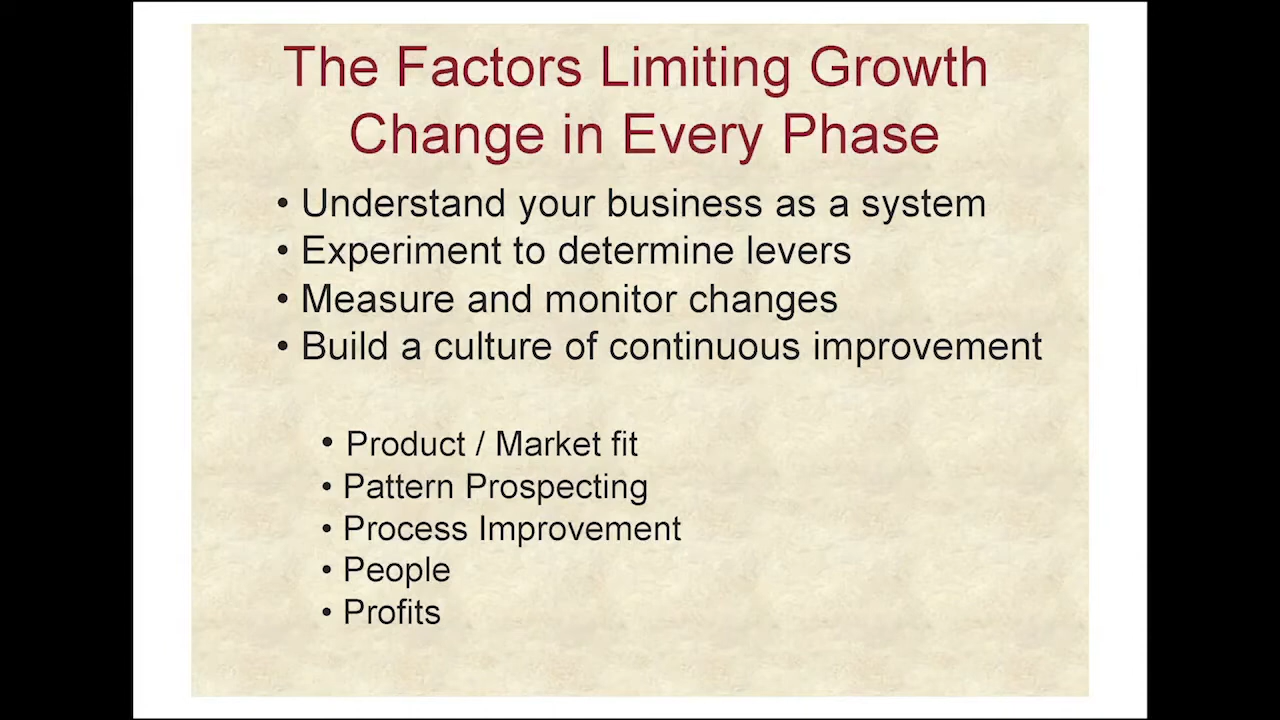 The Factors Limiting Growth
Change in Every Phase
• Understand your business as a system
• Experiment to determine levers
• Measure and monitor changes
• Build a culture of continuous improvement
• Product / Market fit
• Pattern Prospecting
• Process Improvement
• People
• Profits